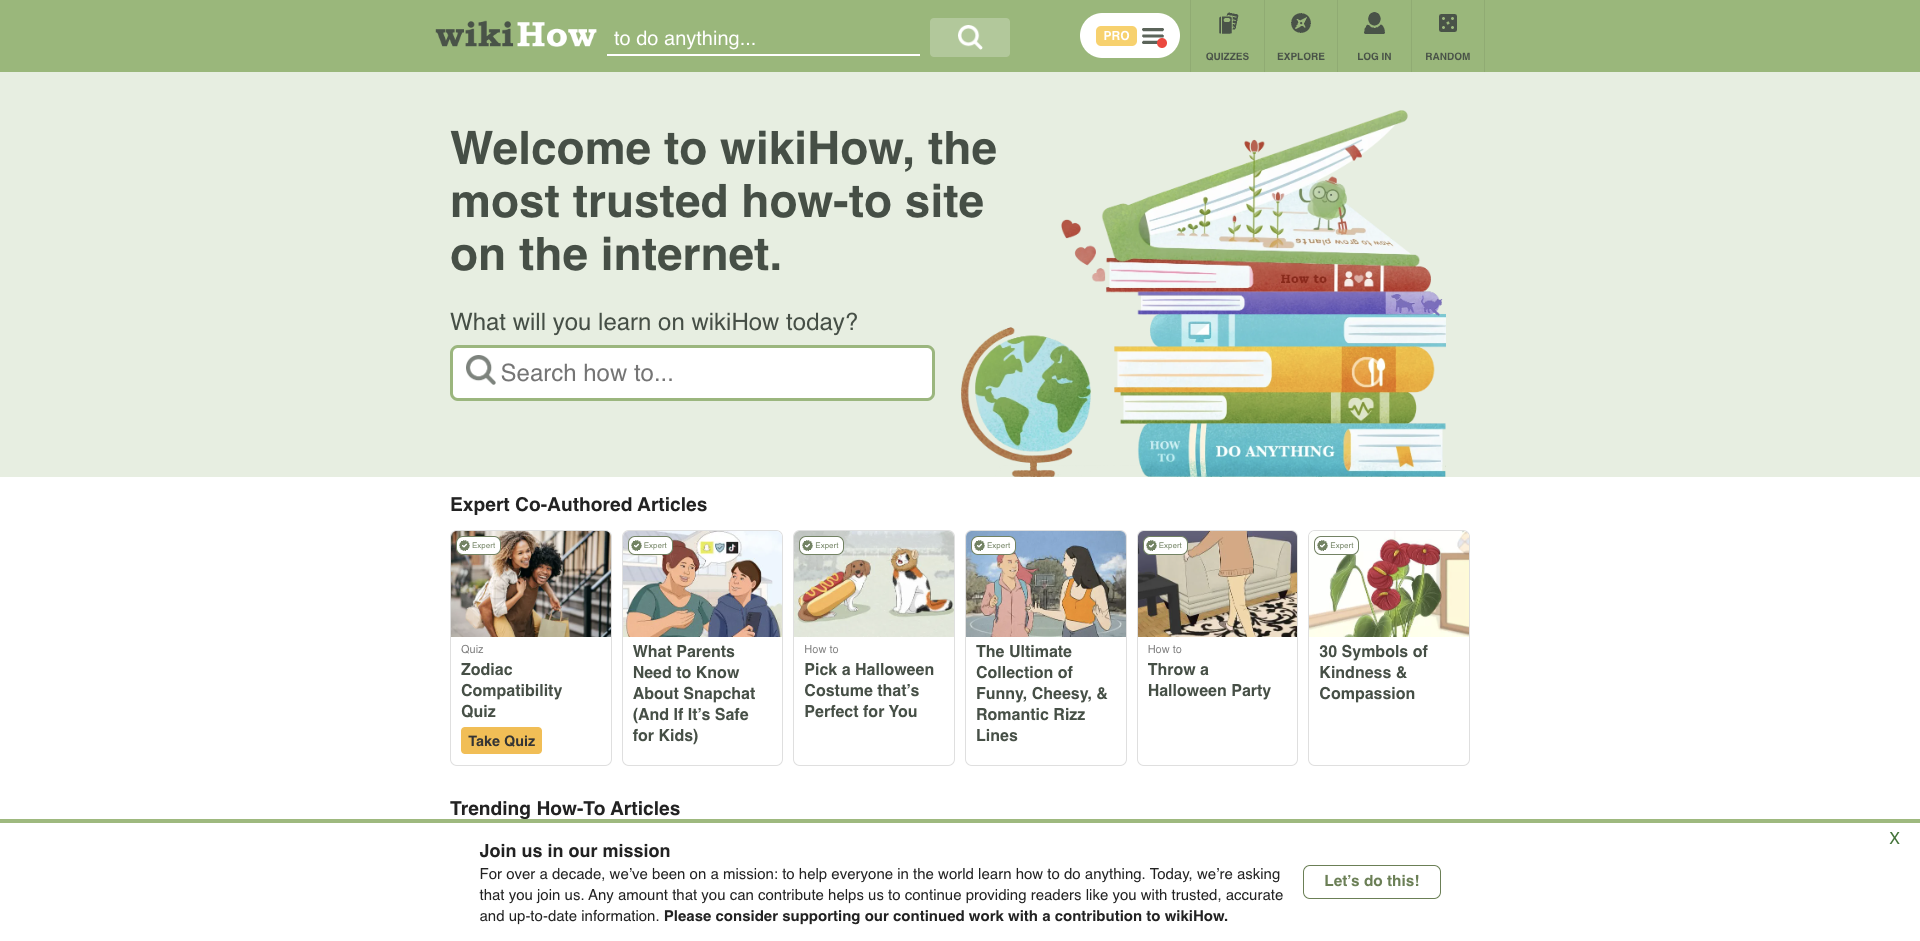 wikiHow
to do anything...
PRO
QUIZZES
EXPLORE
LOG IN
RANDOM
Welcome to wikiHow, the
most trusted how-to site
on the internet.
What will you learn on wikiHow today?
Search how to...
How to grow plants
How to
HOW
TO
DO ANYTHING
Expert Co-Authored Articles
Expert
Quiz
Zodiac
Compatibility
Quiz
Take Quiz
Expert
What Parents
Need to Know
About Snapchat
(And If It’s Safe
for Kids)
Expert
How to
Pick a Halloween
Costume that’s
Perfect for You
Expert
The Ultimate
Collection of
Funny, Cheesy, &
Romantic Rizz
Lines
Expert
How to
Throw a
Halloween Party
Expert
30 Symbols of
Kindness &
Compassion
Trending How-To Articles
X
Join us in our mission
For over a decade, we’ve been on a mission: to help everyone in the world learn how to do anything. Today, we’re asking
that you join us. Any amount that you can contribute helps us to continue providing readers like you with trusted, accurate
and up-to-date information. Please consider supporting our continued work with a contribution to wikiHow.
Let’s do this!